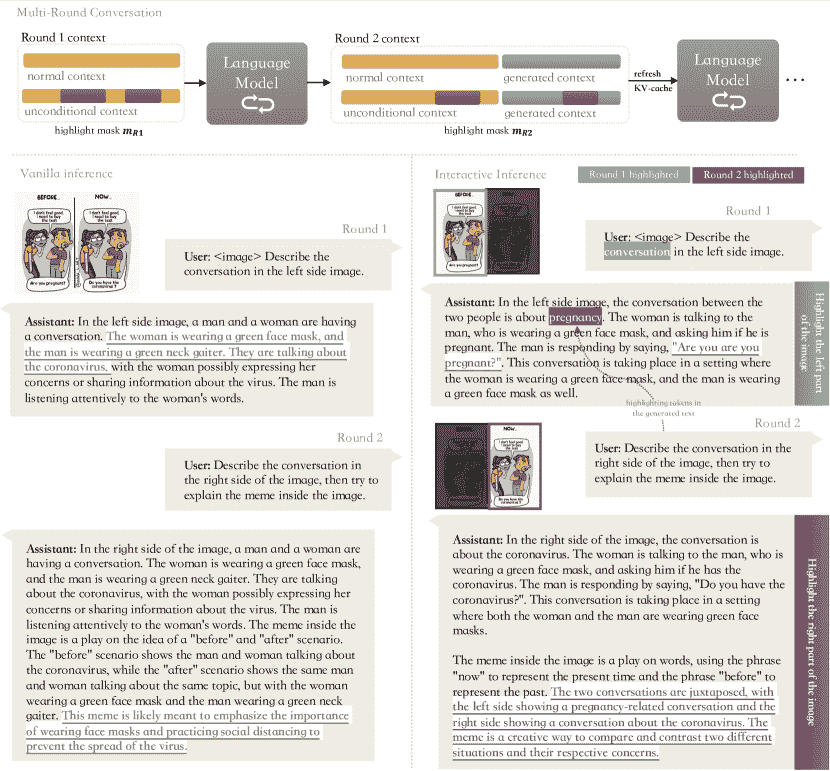 Multi-Round Conversation
Round 1 context
normal context
unconditional context
highlight mask m_R1
Language
Model
Round 2 context
normal context
generated context
unconditional context
generated context
highlight mask m_R2
refresh
KV-cache
Language
Model
...
Vanilla inference
BEFORE..
NOW...
I don't feel good.
I need to buy
the test
I don't feel good.
I need to buy
the test
Are you pregnant?
Do you have the
coronavirus?
Round 1
User: <image> Describe the
conversation in the left side image.
Assistant: In the left side image, a man and a woman are having
a conversation. The woman is wearing a green face mask, and
the man is wearing a green neck gaiter. They are talking about
the coronavirus, with the woman possibly expressing her
concerns or sharing information about the virus. The man is
listening attentively to the woman's words.
Round 2
User: Describe the conversation in
the right side of the image, then try to
explain the meme inside the image.
Assistant: In the right side of the image, a man and a woman are
having a conversation. The woman is wearing a green face mask,
and the man is wearing a green neck gaiter. They are talking
about the coronavirus, with the woman possibly expressing her
concerns or sharing information about the virus. The man is
listening attentively to the woman's words. The meme inside the
image is a play on the idea of a "before" and "after" scenario.
The "before" scenario shows the man and woman talking about
the coronavirus, while the "after" scenario shows the same man
and woman talking about the same topic, but with the woman
wearing a green face mask and the man wearing a green neck
gaiter. This meme is likely meant to emphasize the importance
of wearing face masks and practicing social distancing to
prevent the spread of the virus.
Interactive Inference
Round 1 highlighted
Round 2 highlighted
BEFORE..
Are you pregnant?
Round 1
User: <image> Describe the
conversation in the left side image.
Assistant: In the left side image, the conversation between the
two people is about pregnancy. The woman is talking to the
man, who is wearing a green face mask, and asking him if he is
pregnant. The man is responding by saying, "Are you are you
pregnant?". This conversation is taking place in a setting where
the woman is wearing a green face mask, and the man is wearing
a green face mask as well.
Highlight the left part
of the image
highlighting tokens in
the generated text
Round 2
NOW...
Do you have the
coronavirus?
User: Describe the conversation in the
right side of the image, then try to
explain the meme inside the image.
Assistant: In the right side of the image, the conversation is
about the coronavirus. The woman is talking to the man, who is
wearing a green face mask, and asking him if he has the
coronavirus. The man is responding by saying, "Do you have the
coronavirus?". This conversation is taking place in a setting
where both the woman and the man are wearing green face
masks.
The meme inside the image is a play on words, using the phrase
"now" to represent the present time and the phrase "before" to
represent the past. The two conversations are juxtaposed, with
the left side showing a pregnancy-related conversation and the
right side showing a conversation about the coronavirus. The
meme is a creative way to compare and contrast two different
situations and their respective concerns.
Highlight the right part of the image